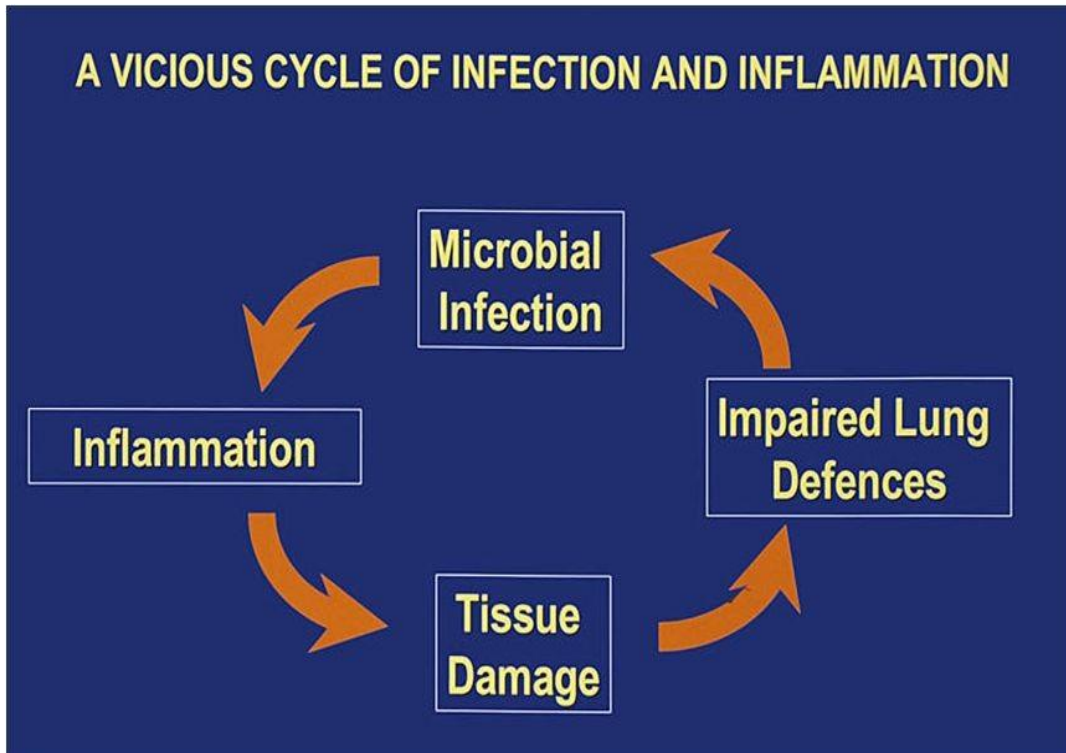 A VICIOUS CYCLE OF INFECTION AND INFLAMMATION
Microbial
Infection
Inflammation
Impaired Lung
Defences
Tissue
Damage